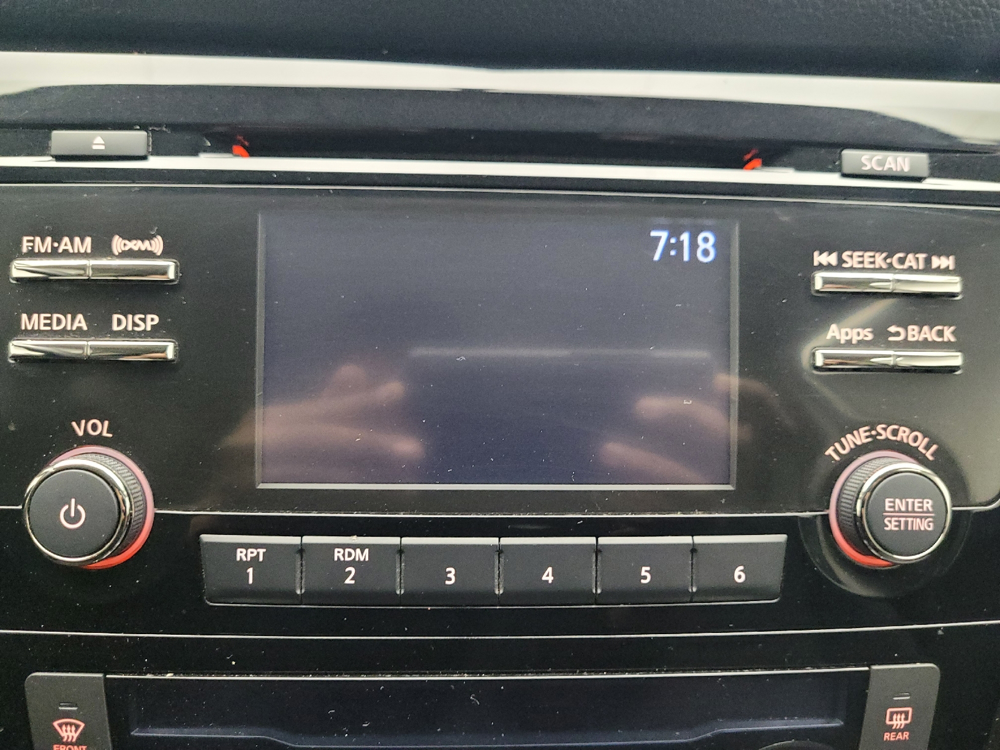 SCAN
FM·AM ((XM))
7:18
SEEK·CAT
MEDIA DISP
Apps BACK
VOL
TUNE·SCROLL
ENTER
SETTING
RPT
1
RDM
2
3
4
5
6
FRONT
REAR